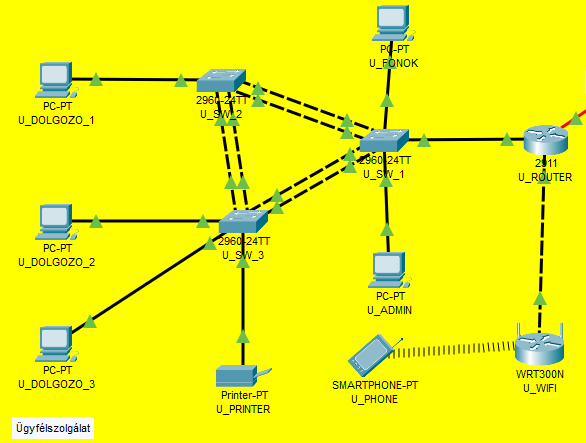 PC-PT
U_FONOK
PC-PT
U_DOLGOZO_1
2960-24TT
U_SW_2
2960-24TT
U_SW_1
2911
U_ROUTER
PC-PT
U_DOLGOZO_2
2960-24TT
U_SW_3
PC-PT
U_ADMIN
PC-PT
U_DOLGOZO_3
Printer-PT
U_PRINTER
SMARTPHONE-PT
U_PHONE
WRT300N
U_WIFI
Ügyfélszolgálat